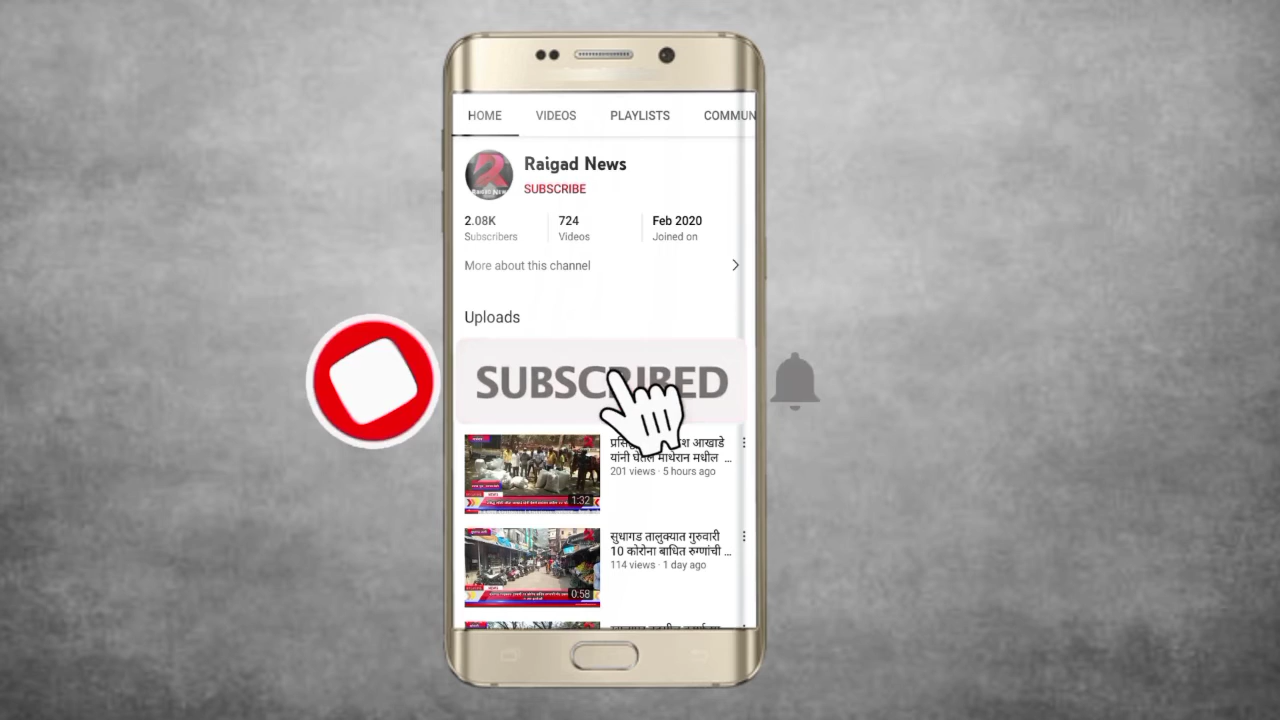 HOME VIDEOS PLAYLISTS COMMUN
Raigad News
SUBSCRIBE
2.08K 724 Feb 2020
Subscribers Videos Joined on
More about this channel
Uploads
SUBSCRIBED
आखाडे
यांनी घेतले माथेरान मधील ...
201 views · 5 hours ago
1:32
सुधागड तालुक्यात गुरुवारी
10 कोरोना बाधित रुग्णांची ...
114 views · 1 day ago
0:58